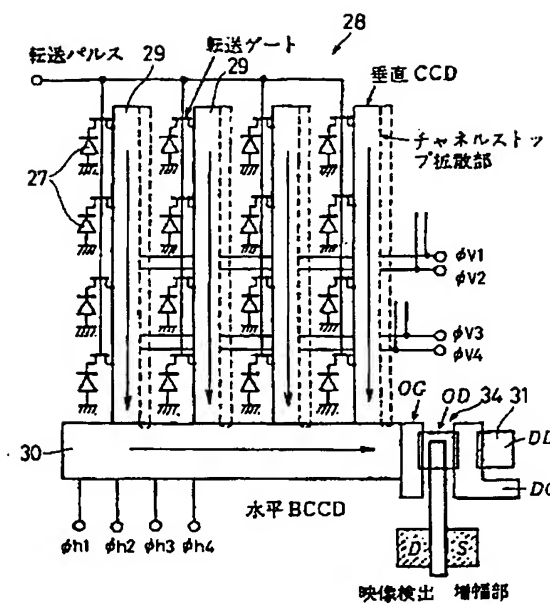 28
転送パルス
29
転送ゲート
29
垂直 CCD
チャネルストッ
プ拡散部
27
φV1
φV2
φV3
φV4
OG
OD
34
31
DD
DG
30
水平 BCCD
φh1 φh2 φh3 φh4
D
S
映像検出 増幅部